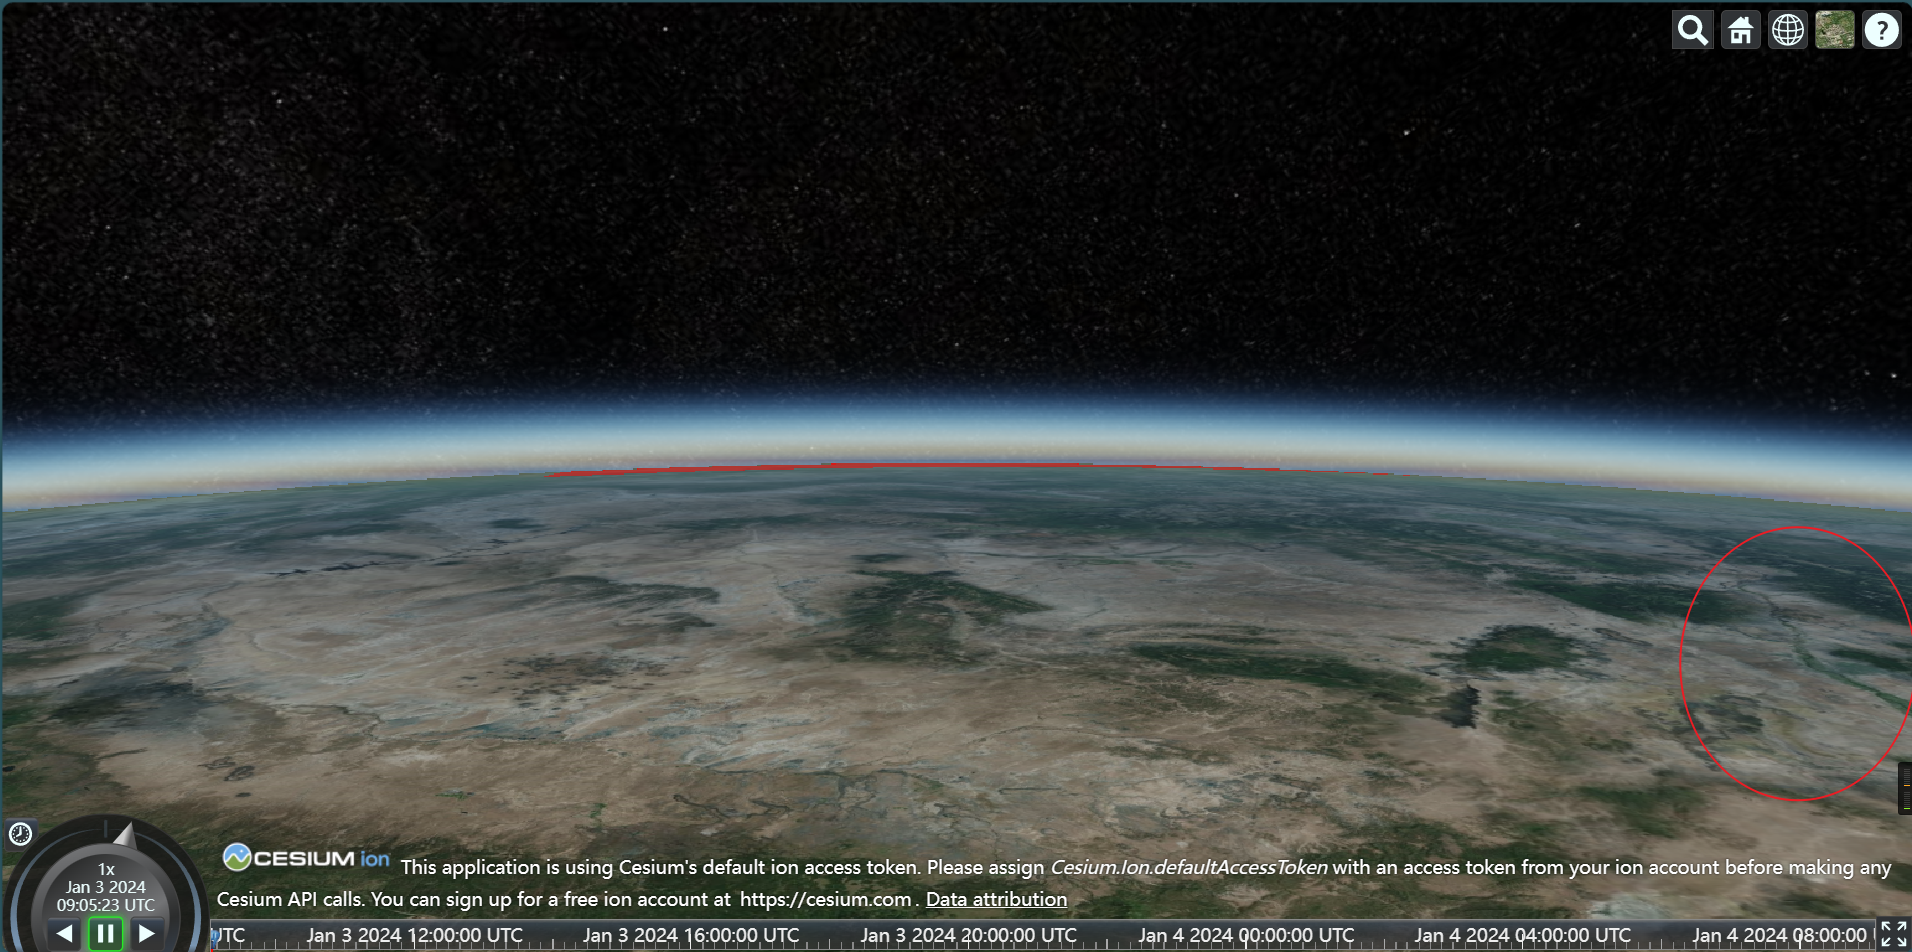 ?
CESIUM ion This application is using Cesium's default ion access token. Please assign Cesium.Ion.defaultAccessToken with an access token from your ion account before making any
Cesium API calls. You can sign up for a free ion account at https://cesium.com . Data attribution
1x
Jan 3 2024
09:05:23 UTC
UTC Jan 3 2024 12:00:00 UTC Jan 3 2024 16:00:00 UTC Jan 3 2024 20:00:00 UTC Jan 4 2024 00:00:00 UTC Jan 4 2024 04:00:00 UTC Jan 4 2024 08:00:00